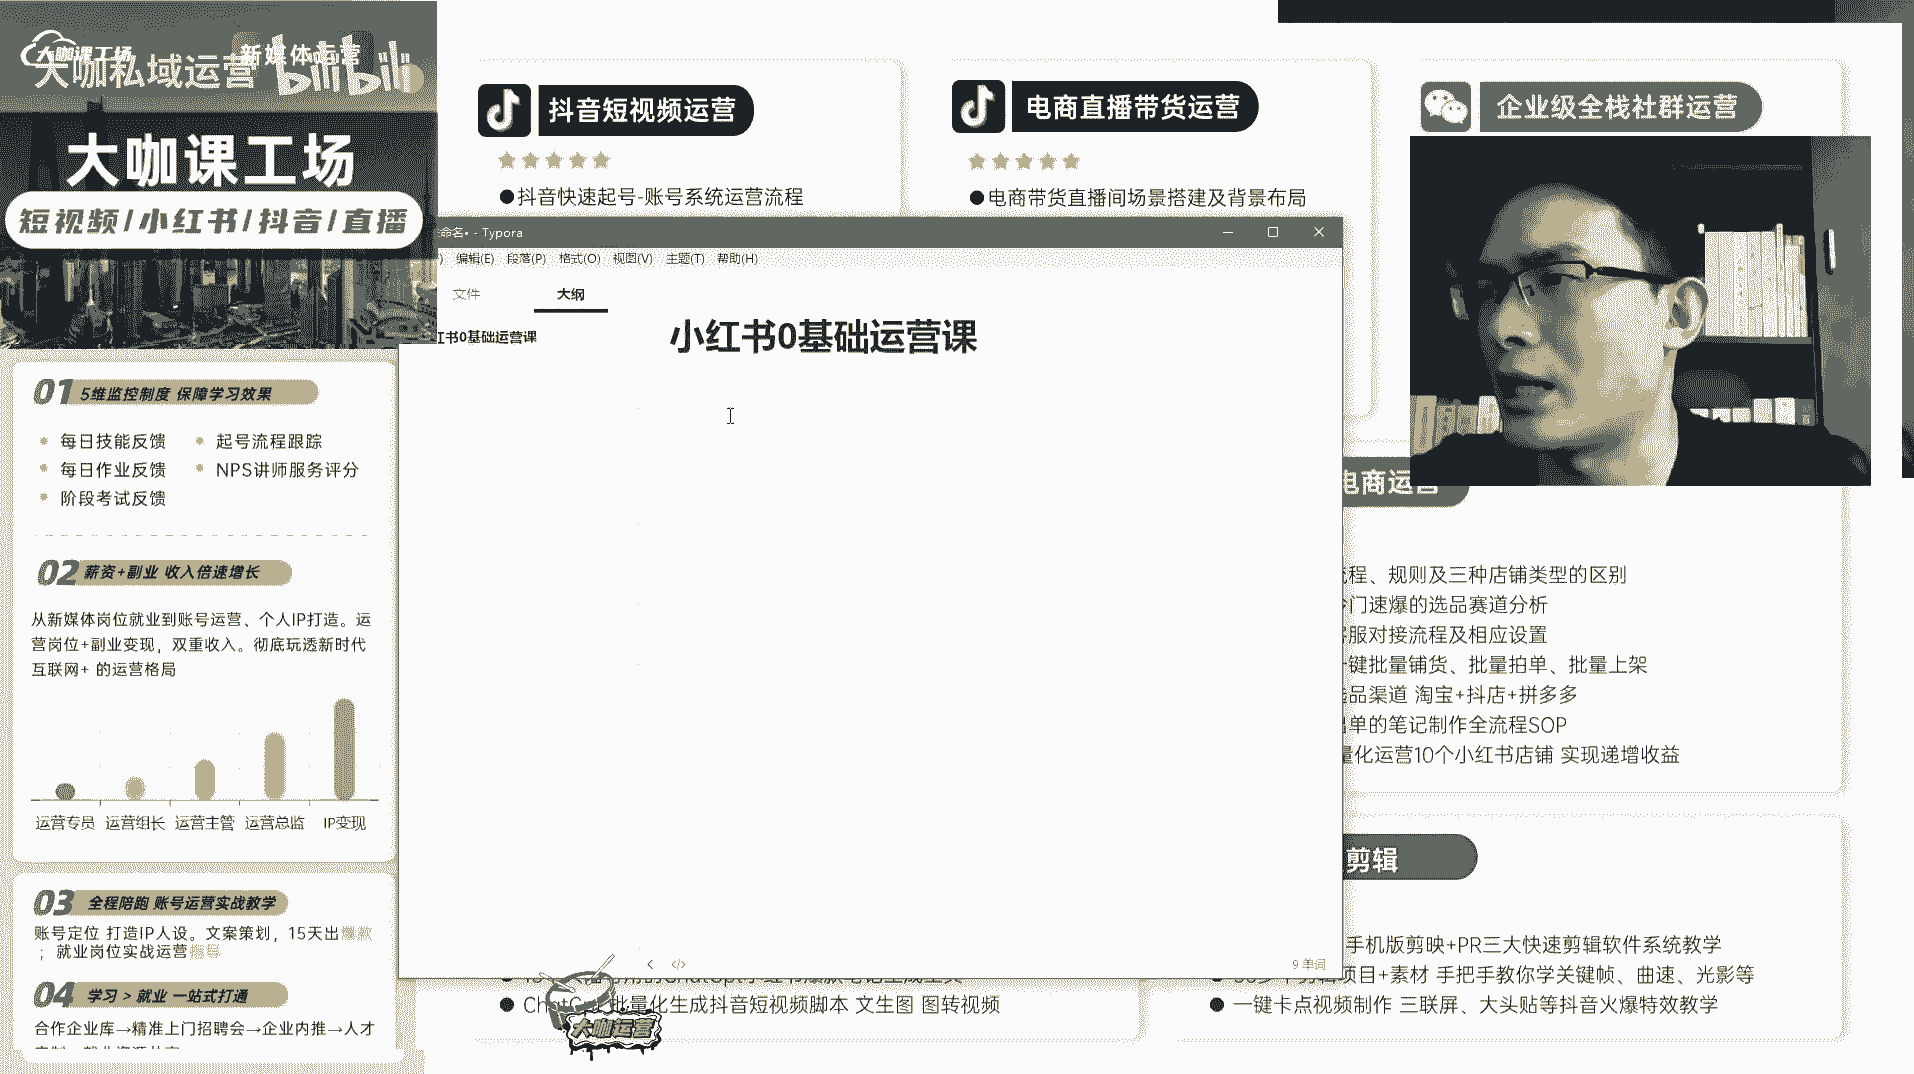 大咖课工场
新媒体运营
大咖私域运营
bilibili
大咖课工场
短视频/小红书/抖音/直播
01 5维监控制度 保障学习效果
每日技能反馈
起号流程跟踪
每日作业反馈
NPS讲师服务评分
阶段考试反馈
02 薪资+副业 收入倍速增长
从新媒体岗位就业到账号运营、个人IP打造。运
营岗位+副业变现，双重收入。彻底玩透新时代
互联网+ 的运营格局
运营专员 运营组长 运营主管 运营总监 IP变现
03 全程陪跑 账号运营实战教学
账号定位 打造IP人设。文案策划，15天出爆款
；就业岗位实战运营
04 学习 > 就业 一站式打通
合作企业库→精准上门招聘会→企业内推→人才
抖音短视频运营
●抖音快速起号-账号系统运营流程
电商直播带货运营
●电商带货直播间场景搭建及背景布局
企业级全栈社群运营
命名• - Typora
编辑(E) 段落(P) 格式(O) 视图(V) 主题(T) 帮助(H)
文件
大纲
红书0基础运营课
小红书0基础运营课
9 单词
电商运营
流程、规则及三种店铺类型的区别
冷门速爆的选品赛道分析
客服对接流程及相应设置
一键批量铺货、批量拍单、批量上架
选品渠道 淘宝+抖店+拼多多
出单的笔记制作全流程SOP
量化运营10个小红书店铺 实现递增收益
剪辑
手机版剪映+PR三大快速剪辑软件系统教学
项目+素材 手把手教你学关键帧、曲速、光影等
●一键卡点视频制作 三联屏、大头贴等抖音火爆特效教学
●ChatGpt批量化生成抖音短视频脚本 文生图 图转视频
大咖运营